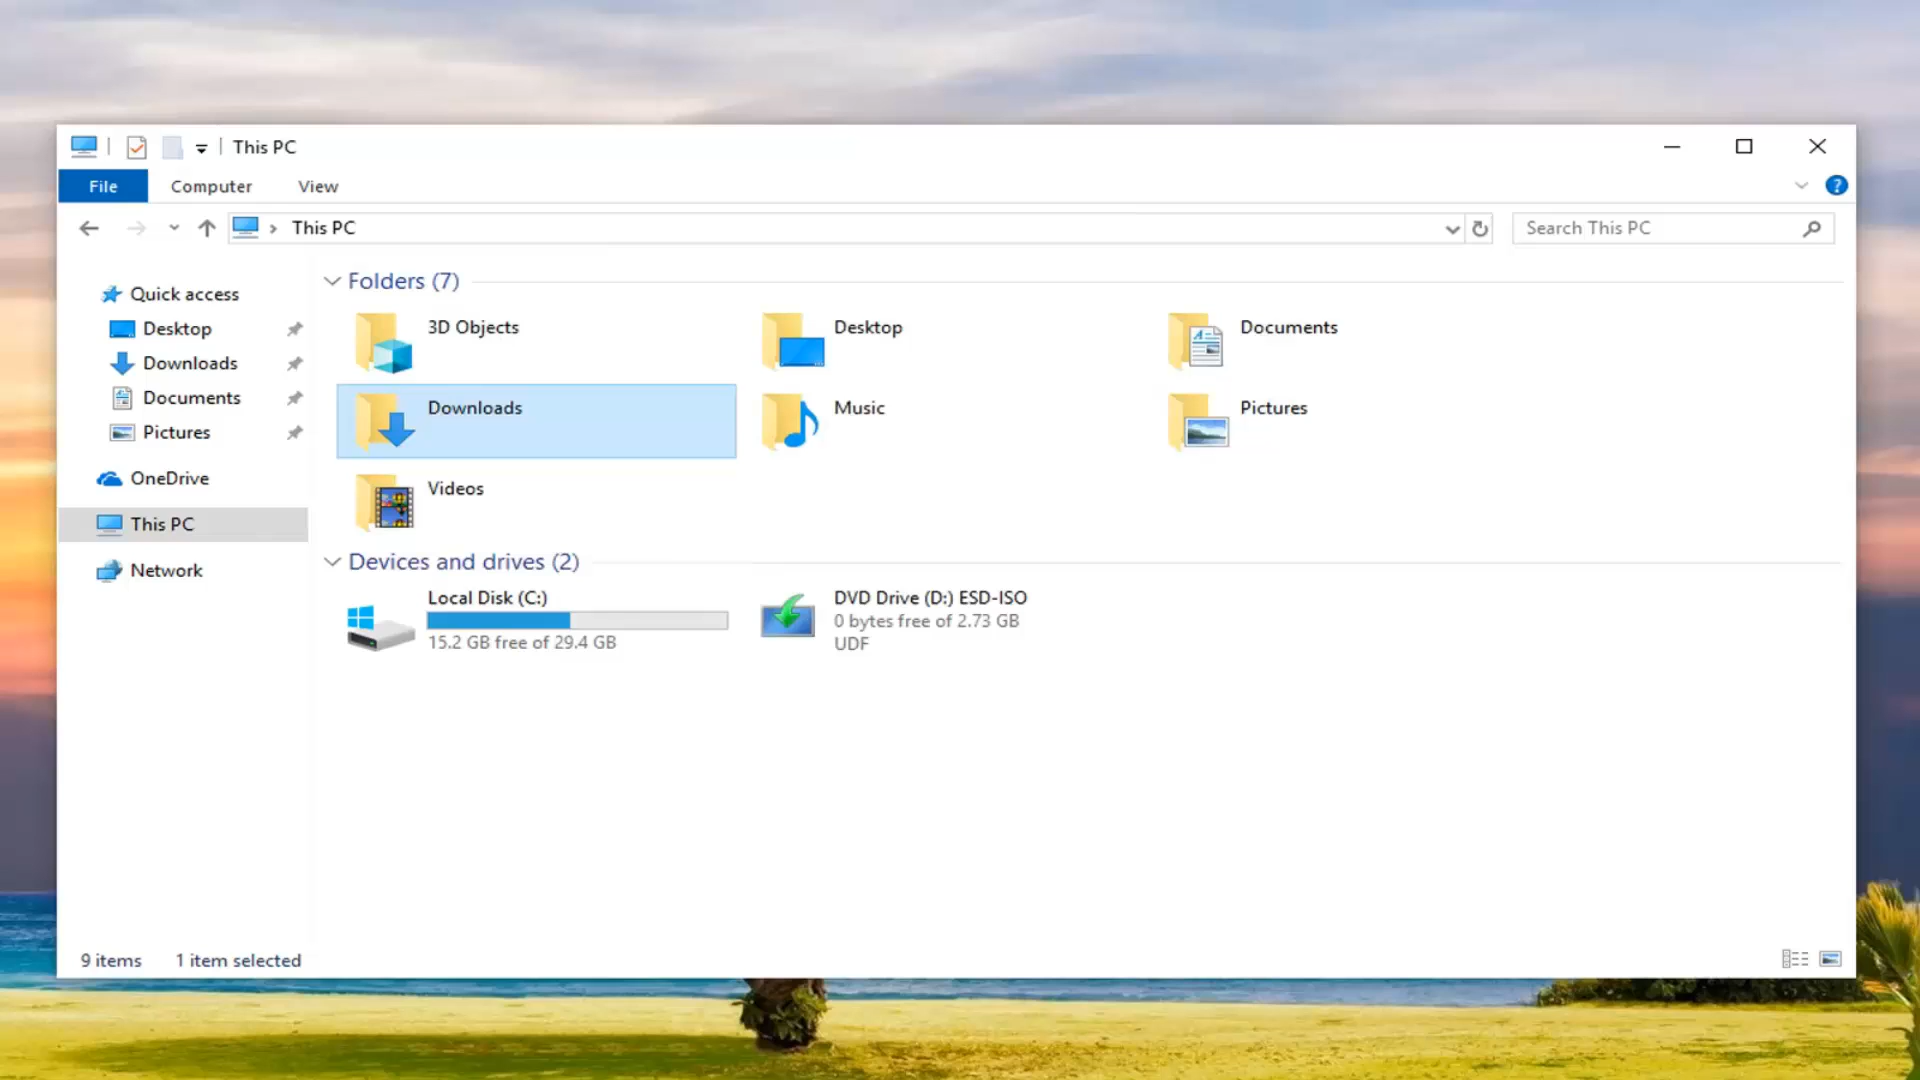 This PC
File
Computer
View
?
This PC
Search This PC
Quick access
Desktop
Downloads
Documents
Pictures
OneDrive
This PC
Network
Folders (7)
3D Objects
Desktop
Documents
Downloads
Music
Pictures
Videos
Devices and drives (2)
Local Disk (C:)
15.2 GB free of 29.4 GB
DVD Drive (D:) ESD-ISO
0 bytes free of 2.73 GB
UDF
9 items
1 item selected